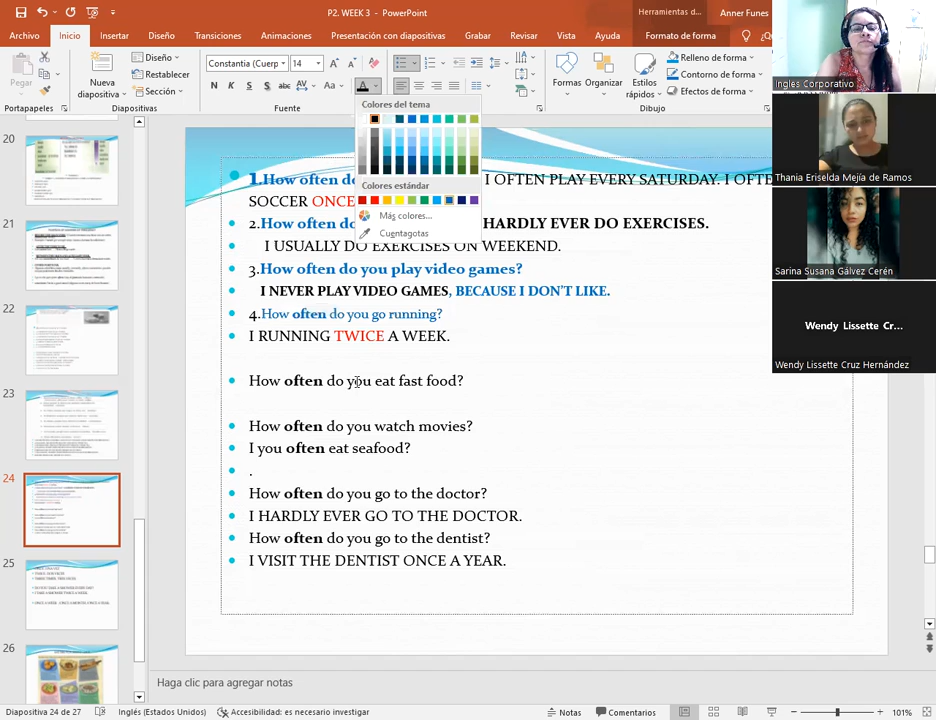 P2. WEEK 3 - PowerPoint
Herramientas d...
Anner Funes
Archivo Inicio Insertar Diseño Transiciones Animaciones Presentación con diapositivas Grabar Revisar Vista Ayuda Formato de forma
Pegar
Nueva diapositiva
Diseño
Restablecer
Sección
Constantia (Cuerp 14
N K S abc AV Aa A
Formas Organizar Estilos rápidos
Relleno de forma
Contorno de forma
Efectos de forma
Portapapeles Diapositivas Fuente Dibujo
Colores del tema
Colores estándar
Más colores...
Cuentagotas
1.How often do I OFTEN PLAY EVERY SATURDAY. I OFTE
SOCCER ONCE
2.How often do HARDLY EVER DO EXERCISES.
I USUALLY DO EXERCISES ON WEEKEND.
3.How often do you play video games?
I NEVER PLAY VIDEO GAMES, BECAUSE I DON'T LIKE.
4.How often do you go running?
I RUNNING TWICE A WEEK.
How often do you eat fast food?
How often do you watch movies?
I you often eat seafood?
.
How often do you go to the doctor?
I HARDLY EVER GO TO THE DOCTOR.
How often do you go to the dentist?
I VISIT THE DENTIST ONCE A YEAR.
20
21
22
23
24
25
26
Inglés Corporativo
Thania Eriselda Mejía de Ramos
Sarina Susana Gálvez Cerén
Wendy Lissette Cr...
Wendy Lissette Cruz Hernández
Haga clic para agregar notas
Diapositiva 24 de 27 Inglés (Estados Unidos) Accesibilidad: es necesario investigar Notas Comentarios 101%